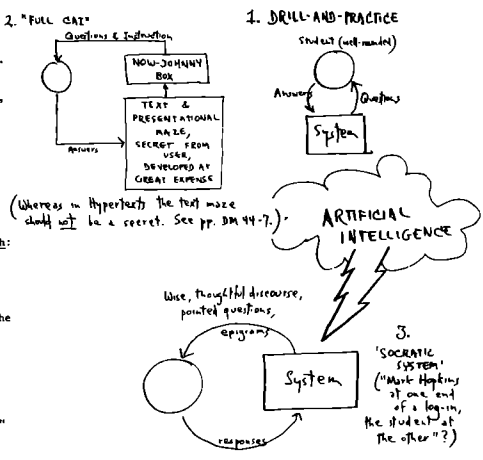 2. "FULL CAI"
Questions & Instruction
NOW-JOHNNY
BOX
TEXT &
PRESENTATIONAL
MAZE,
SECRET FROM
USER,
DEVELOPED AT
GREAT EXPENSE
Answers
(Whereas in Hypertexts the text maze
should not be a secret. See pp. DM 44-7.)
1. DRILL-AND-PRACTICE
Student (well-rounded)
Answers
Questions
System
h:
he
"
ARTIFICIAL
INTELLIGENCE
Wise, thoughtful discourse,
pointed questions,
epigrams
System
responses
3.
'SOCRATIC
SYSTEM'
("Mark Hopkins
at one end
of a log-in,
the student at
the other"?)